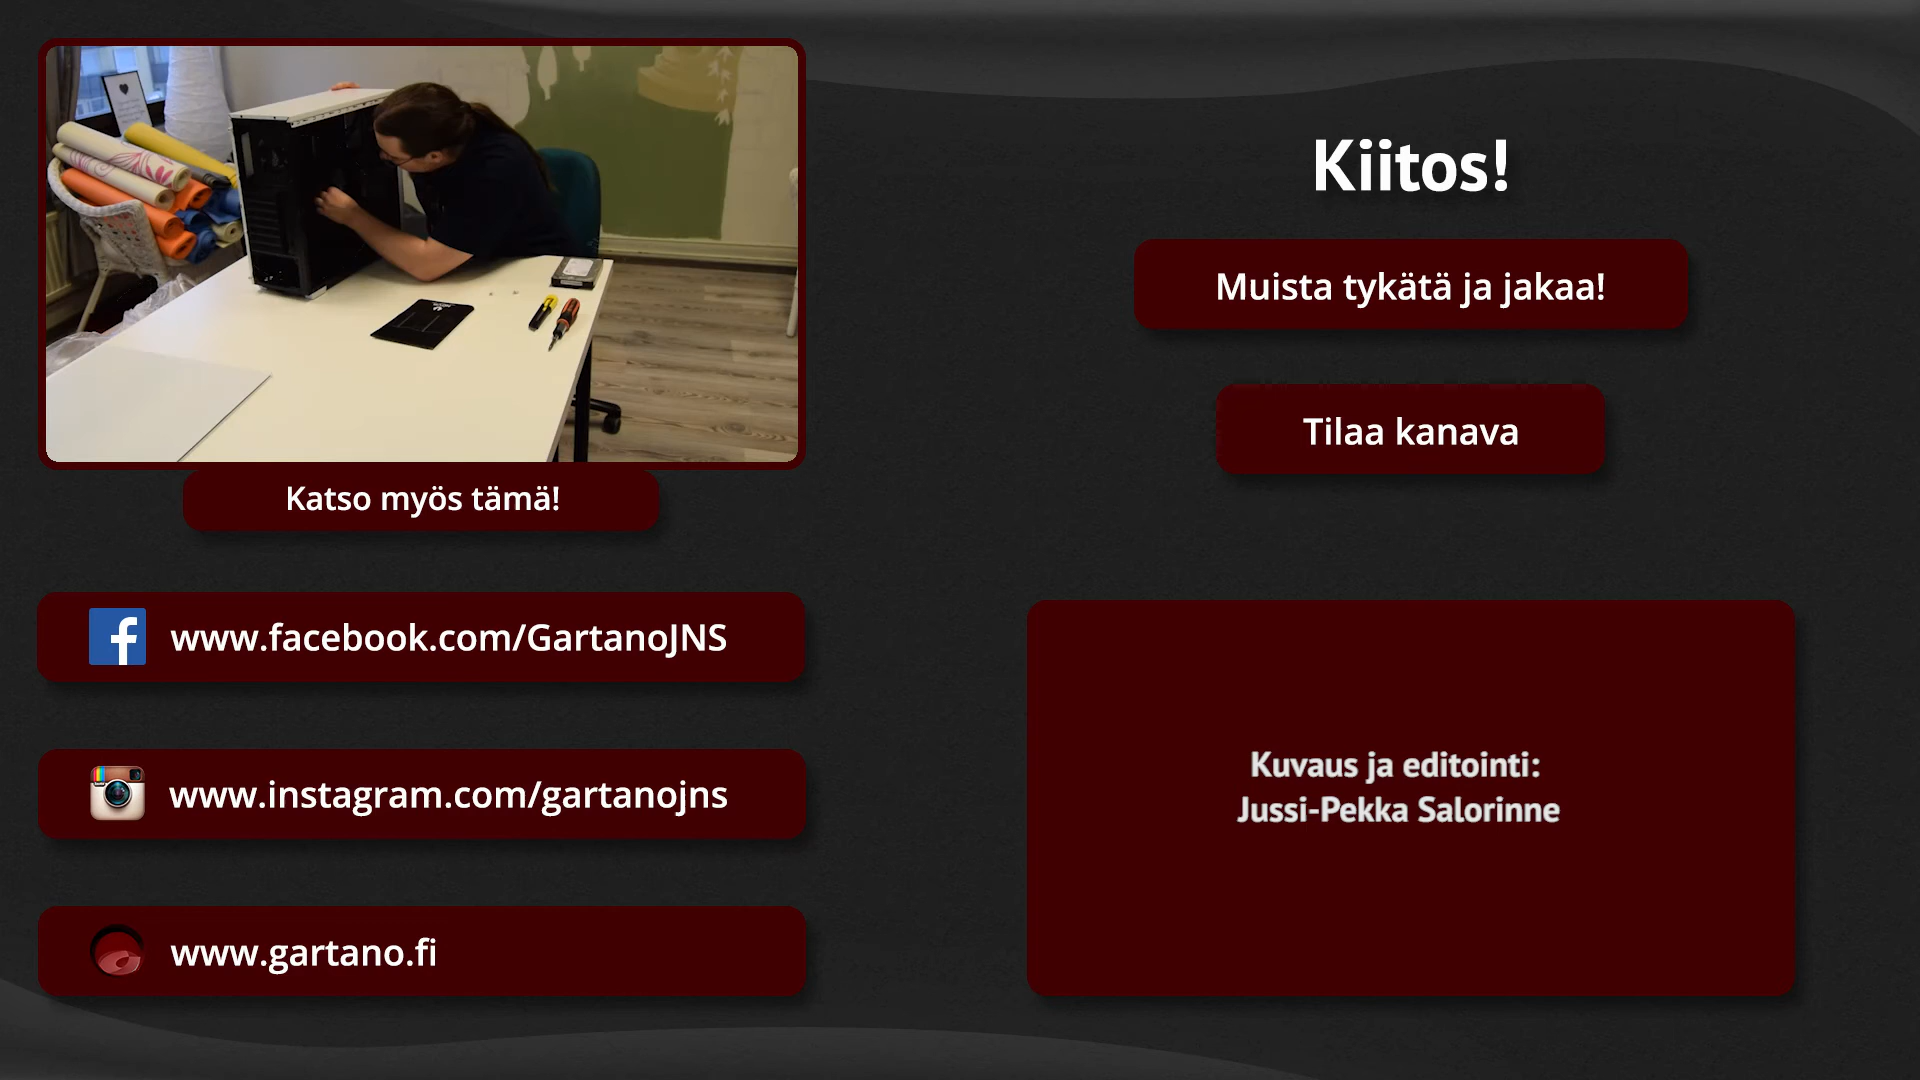 Kiitos!
Muista tykätä ja jakaa!
Tilaa kanava
Katso myös tämä!
www.facebook.com/GartanoJNS
www.instagram.com/gartanojns
www.gartano.fi
Kuvaus ja editointi:
Jussi-Pekka Salorinne